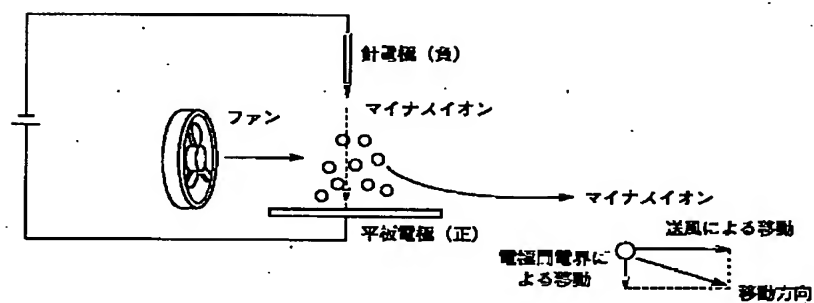 針電極（負）
ファン
マイナスイオン
マイナスイオン
平板電極（正）
送風による移動
電極間電界に
よる移動
移動方向